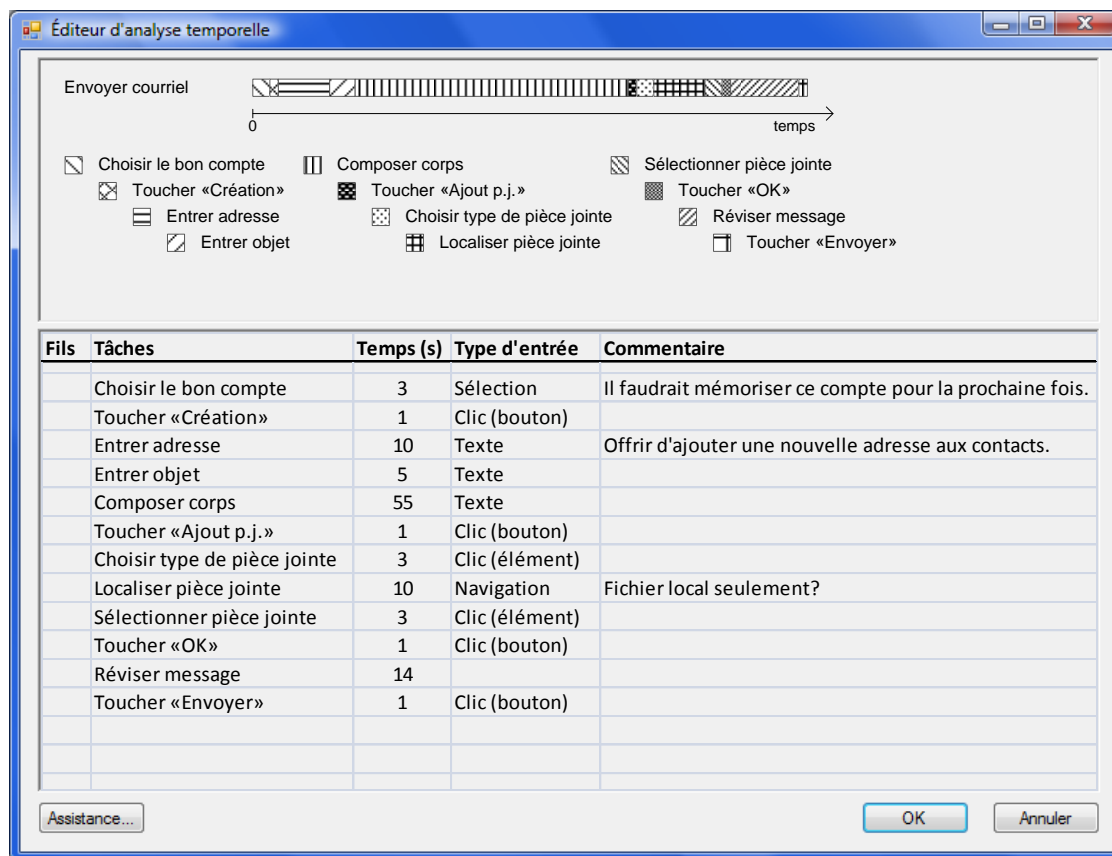 Éditeur d'analyse temporelle
Envoyer courriel
0 temps
Choisir le bon compte Composer corps Sélectionner pièce jointe
Toucher «Création» Toucher «Ajout p.j.» Toucher «OK»
Entrer adresse Choisir type de pièce jointe Réviser message
Entrer objet Localiser pièce jointe Toucher «Envoyer»
Fils Tâches Temps (s) Type d'entrée Commentaire
Choisir le bon compte 3 Sélection Il faudrait mémoriser ce compte pour la prochaine fois.
Toucher «Création» 1 Clic (bouton)
Entrer adresse 10 Texte Offrir d'ajouter une nouvelle adresse aux contacts.
Entrer objet 5 Texte
Composer corps 55 Texte
Toucher «Ajout p.j.» 1 Clic (bouton)
Choisir type de pièce jointe 3 Clic (élément)
Localiser pièce jointe 10 Navigation Fichier local seulement?
Sélectionner pièce jointe 3 Clic (élément)
Toucher «OK» 1 Clic (bouton)
Réviser message 14
Toucher «Envoyer» 1 Clic (bouton)
Assistance... OK Annuler